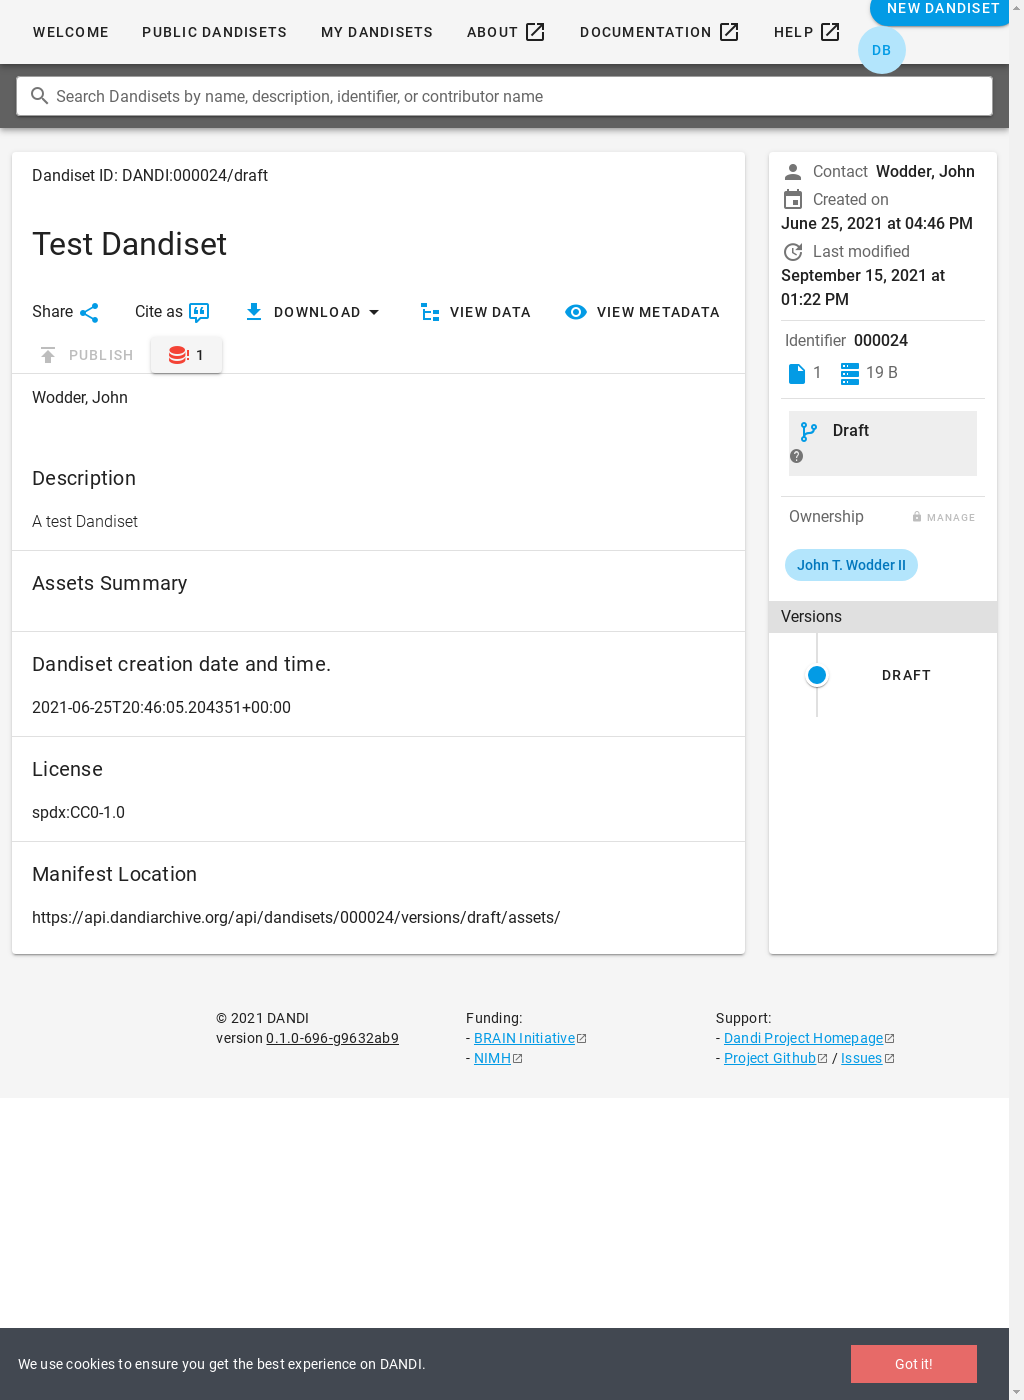 WELCOME PUBLIC DANDISETS MY DANDISETS ABOUT DOCUMENTATION HELP NEW DANDISET
DB
Search Dandisets by name, description, identifier, or contributor name
Dandiset ID: DANDI:000024/draft
Test Dandiset
Share Cite as DOWNLOAD VIEW DATA VIEW METADATA
PUBLISH 1
Wodder, John
Description
A test Dandiset
Assets Summary
Dandiset creation date and time.
2021-06-25T20:46:05.204351+00:00
License
spdx:CC0-1.0
Manifest Location
https://api.dandiarchive.org/api/dandisets/000024/versions/draft/assets/
Contact Wodder, John
Created on
June 25, 2021 at 04:46 PM
Last modified
September 15, 2021 at
01:22 PM
Identifier 000024
1 19 B
Draft
Ownership MANAGE
John T. Wodder II
Versions
DRAFT
© 2021 DANDI
version 0.1.0-696-g9632ab9
Funding:
- BRAIN Initiative
- NIMH
Support:
- Dandi Project Homepage
- Project Github / Issues
We use cookies to ensure you get the best experience on DANDI.
Got it!